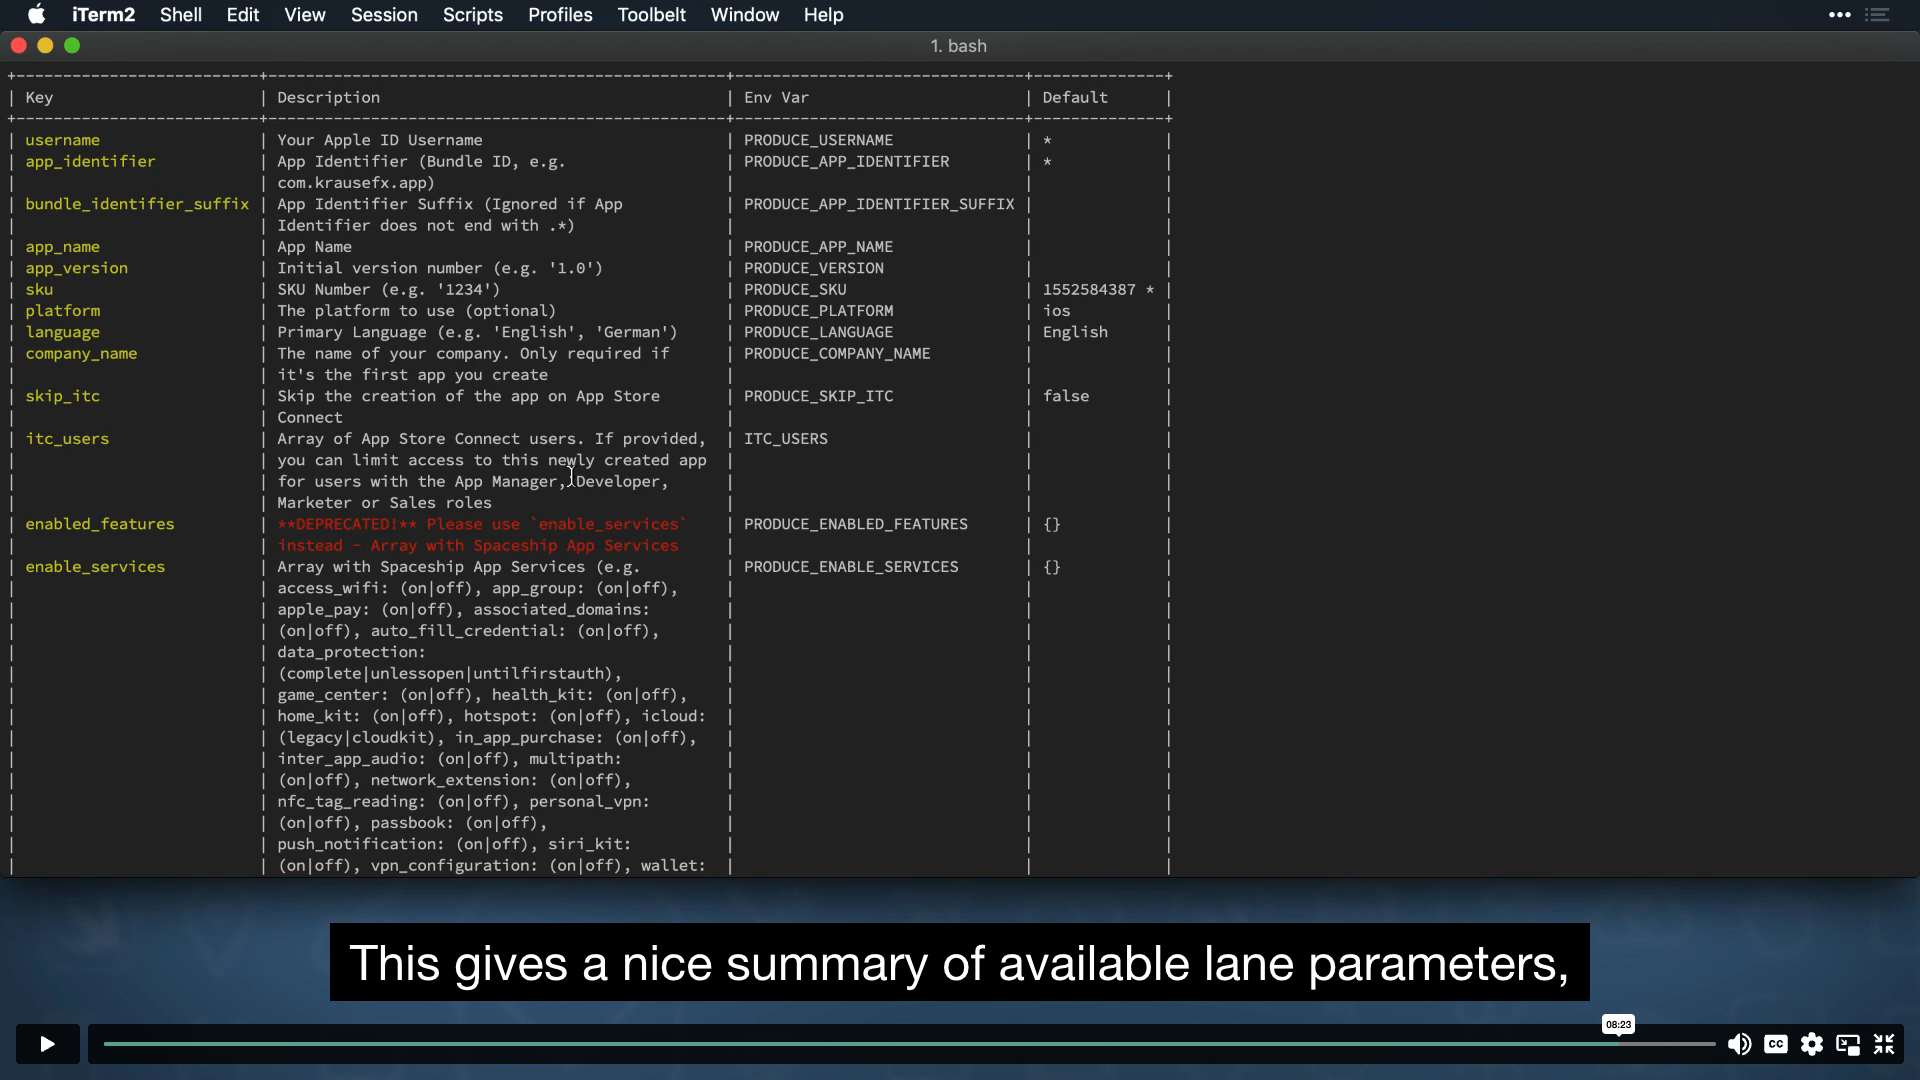 iTerm2 Shell Edit View Session Scripts Profiles Toolbelt Window Help
1. bash
+--------------------------+-------------------------------------------------+-------------------------------+--------------+
| Key | Description | Env Var | Default |
+--------------------------+-------------------------------------------------+-------------------------------+--------------+
| username | Your Apple ID Username | PRODUCE_USERNAME | * |
| app_identifier | App Identifier (Bundle ID, e.g. | PRODUCE_APP_IDENTIFIER | * |
| | com.krausefx.app) | | |
| bundle_identifier_suffix | App Identifier Suffix (Ignored if App | PRODUCE_APP_IDENTIFIER_SUFFIX | |
| | Identifier does not end with .*) | | |
| app_name | App Name | PRODUCE_APP_NAME | |
| app_version | Initial version number (e.g. '1.0') | PRODUCE_VERSION | |
| sku | SKU Number (e.g. '1234') | PRODUCE_SKU | 1552584387 * |
| platform | The platform to use (optional) | PRODUCE_PLATFORM | ios |
| language | Primary Language (e.g. 'English', 'German') | PRODUCE_LANGUAGE | English |
| company_name | The name of your company. Only required if | PRODUCE_COMPANY_NAME | |
| | it's the first app you create | | |
| skip_itc | Skip the creation of the app on App Store | PRODUCE_SKIP_ITC | false |
| | Connect | | |
| itc_users | Array of App Store Connect users. If provided, | ITC_USERS | |
| | you can limit access to this newly created app | | |
| | for users with the App Manager, Developer, | | |
| | Marketer or Sales roles | | |
| enabled_features | **DEPRECATED!** Please use `enable_services` | PRODUCE_ENABLED_FEATURES | {} |
| | instead - Array with Spaceship App Services | | |
| enable_services | Array with Spaceship App Services (e.g. | PRODUCE_ENABLE_SERVICES | {} |
| | access_wifi: (on|off), app_group: (on|off), | | |
| | apple_pay: (on|off), associated_domains: | | |
| | (on|off), auto_fill_credential: (on|off), | | |
| | data_protection: | | |
| | (complete|unlessopen|untilfirstauth), | | |
| | game_center: (on|off), health_kit: (on|off), | | |
| | home_kit: (on|off), hotspot: (on|off), icloud: | | |
| | (legacy|cloudkit), in_app_purchase: (on|off), | | |
| | inter_app_audio: (on|off), multipath: | | |
| | (on|off), network_extension: (on|off), | | |
| | nfc_tag_reading: (on|off), personal_vpn: | | |
| | (on|off), passbook: (on|off), | | |
| | push_notification: (on|off), siri_kit: | | |
| | (on|off), vpn_configuration: (on|off), wallet: | | |
This gives a nice summary of available lane parameters,
08:23
CC